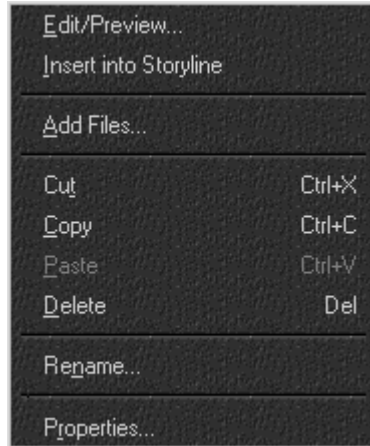 Edit/Preview...
Insert into Storyline
Add Files...
Cut Ctrl+X
Copy Ctrl+C
Paste Ctrl+V
Delete Del
Rename...
Properties...